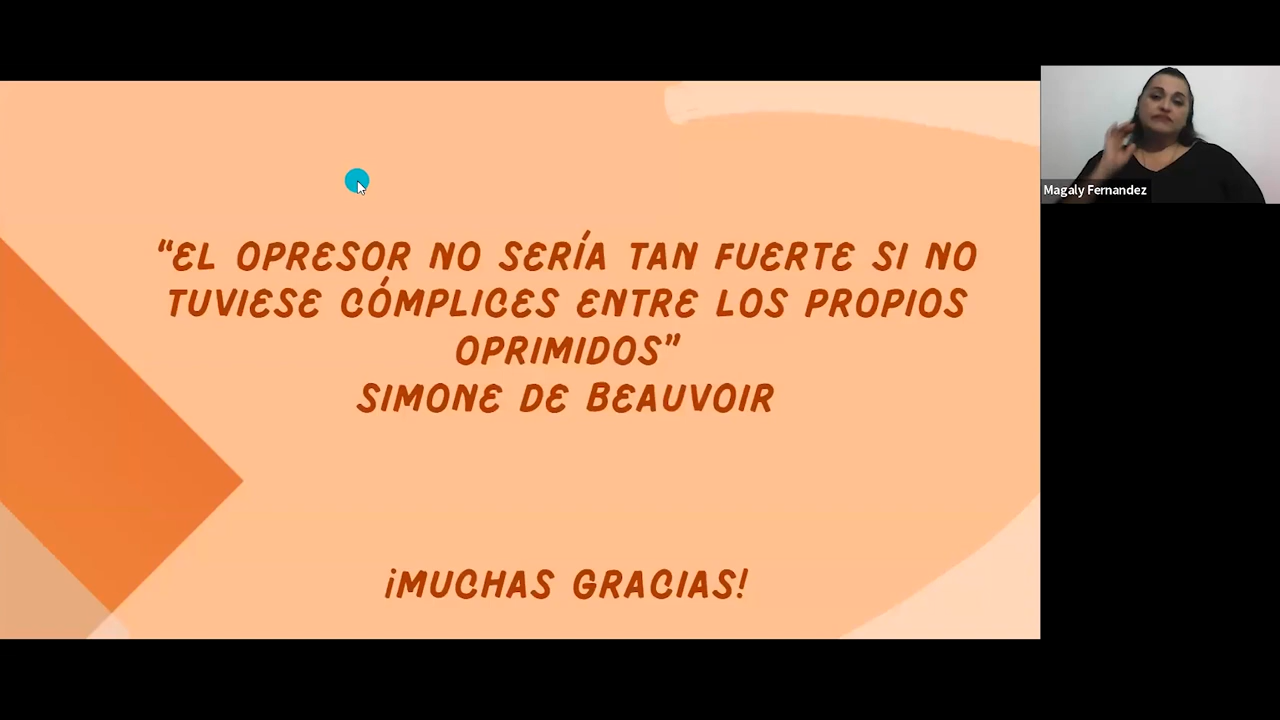 “EL OPRESOR NO SERÍA TAN FUERTE SI NO
TUVIESE CÓMPLICES ENTRE LOS PROPIOS
OPRIMIDOS”
SIMONE DE BEAUVOIR
¡MUCHAS GRACIAS!
Magaly Fernandez